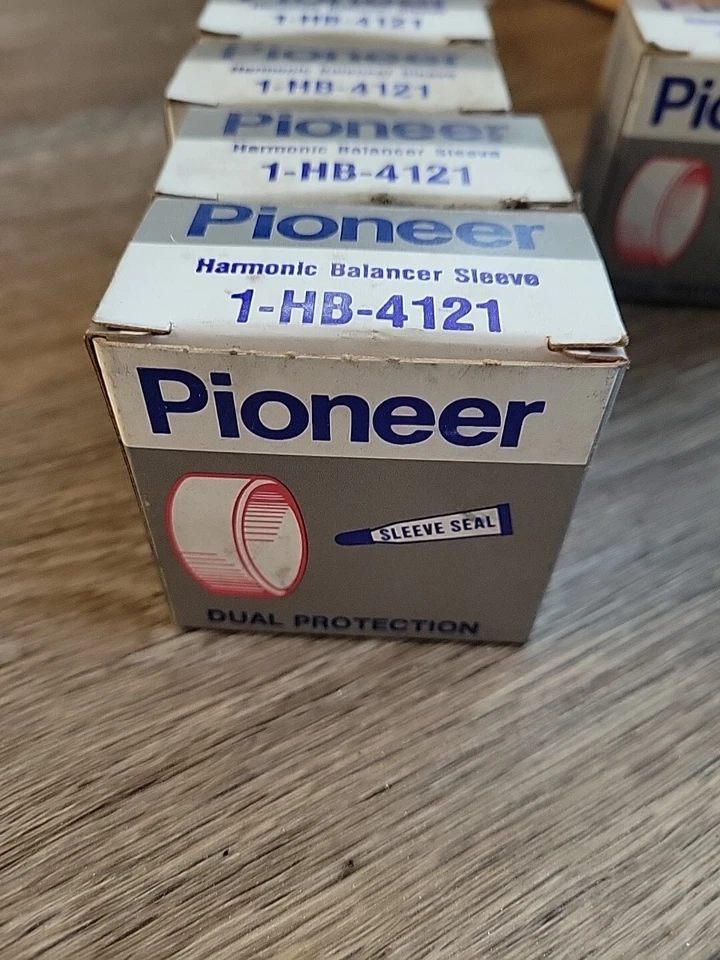 1-HB-4121
Pioneer
Harmonic Balancer Sleeve
1-HB-4121
Pioneer
Harmonic Balancer Sleeve
1-HB-4121
Pioneer
Harmonic Balancer Sleeve
1-HB-4121
Pioneer
SLEEVE SEAL
DUAL PROTECTION
Pio